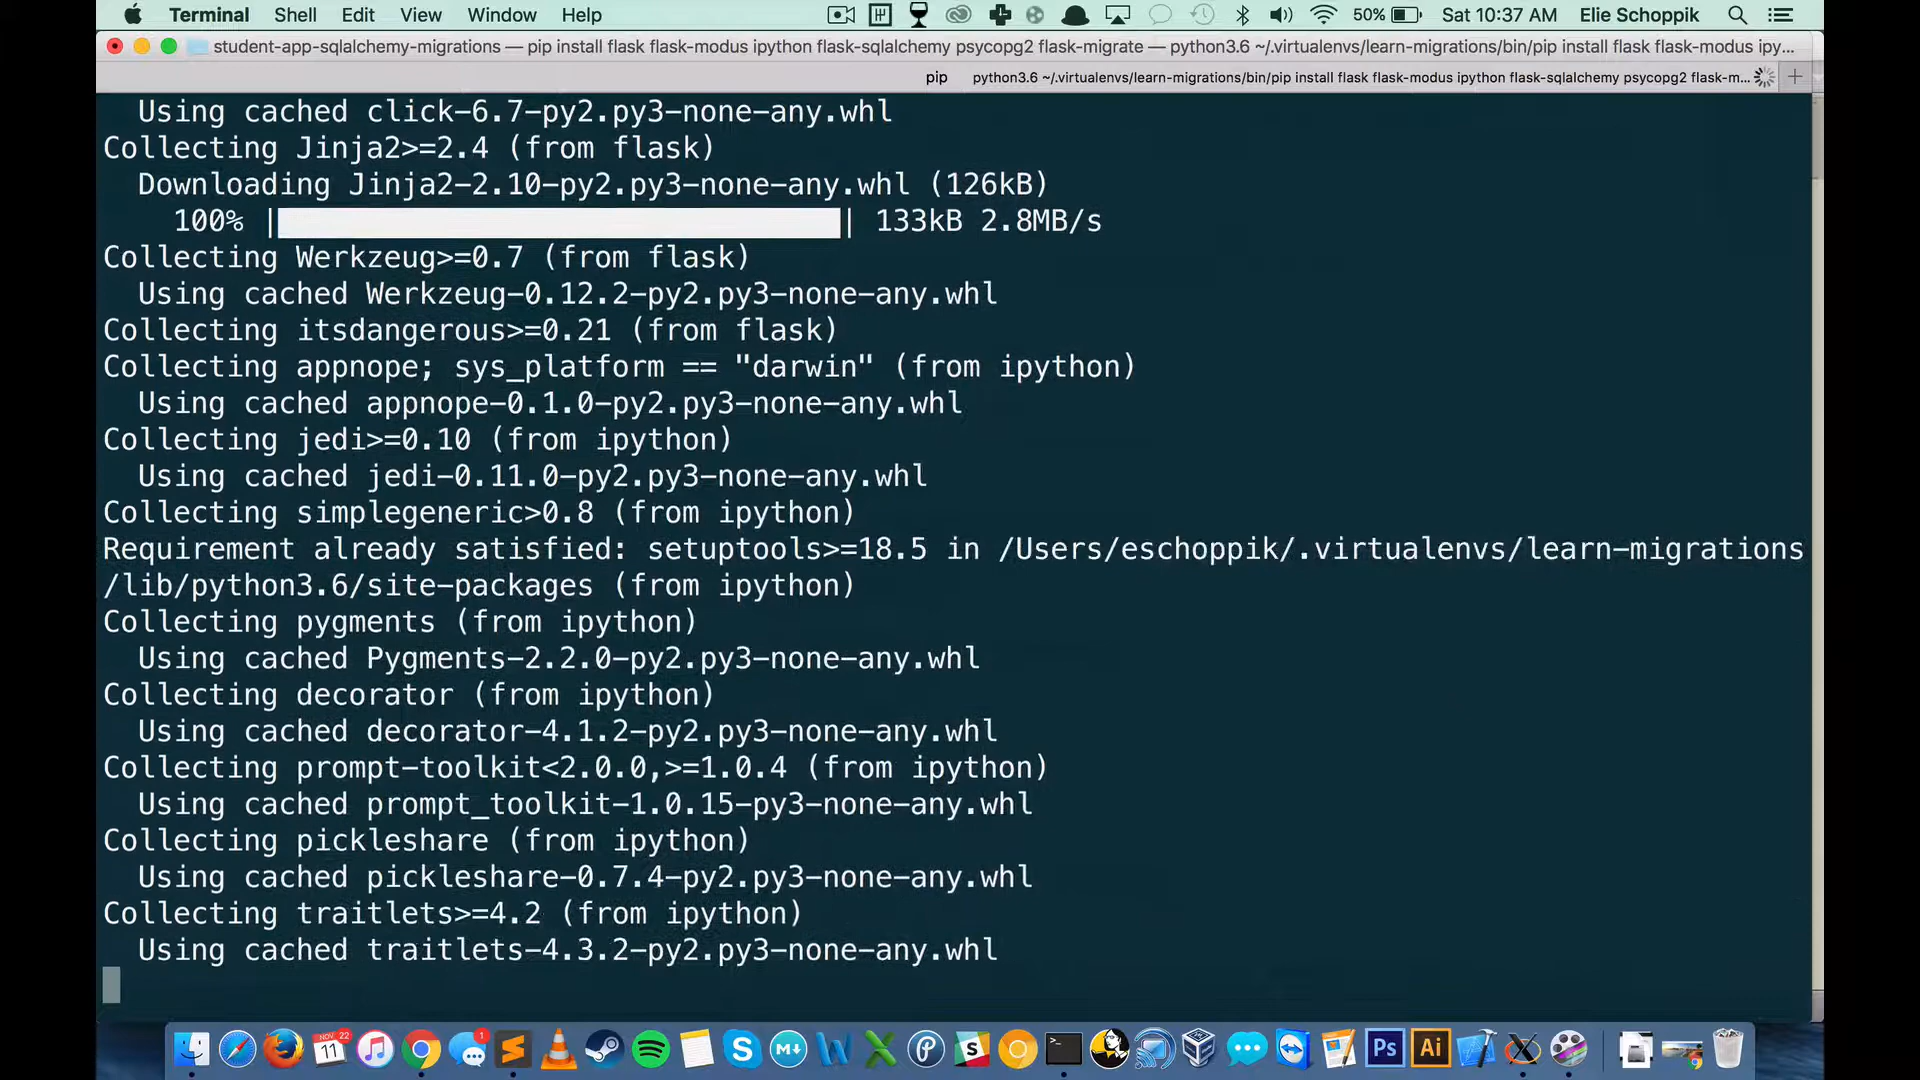 Terminal Shell Edit View Window Help 50% Sat 10:37 AM Elie Schoppik
student-app-sqlalchemy-migrations — pip install flask flask-modus ipython flask-sqlalchemy psycopg2 flask-migrate — python3.6 ~/.virtualenvs/learn-migrations/bin/pip install flask flask-modus ipy...
pip python3.6 ~/.virtualenvs/learn-migrations/bin/pip install flask flask-modus ipython flask-sqlalchemy psycopg2 flask-m... +
Using cached click-6.7-py2.py3-none-any.whl
Collecting Jinja2>=2.4 (from flask)
Downloading Jinja2-2.10-py2.py3-none-any.whl (126kB)
100% | | 133kB 2.8MB/s
Collecting Werkzeug>=0.7 (from flask)
Using cached Werkzeug-0.12.2-py2.py3-none-any.whl
Collecting itsdangerous>=0.21 (from flask)
Collecting appnope; sys_platform == "darwin" (from ipython)
Using cached appnope-0.1.0-py2.py3-none-any.whl
Collecting jedi>=0.10 (from ipython)
Using cached jedi-0.11.0-py2.py3-none-any.whl
Collecting simplegeneric>0.8 (from ipython)
Requirement already satisfied: setuptools>=18.5 in /Users/eschoppik/.virtualenvs/learn-migrations
/lib/python3.6/site-packages (from ipython)
Collecting pygments (from ipython)
Using cached Pygments-2.2.0-py2.py3-none-any.whl
Collecting decorator (from ipython)
Using cached decorator-4.1.2-py2.py3-none-any.whl
Collecting prompt-toolkit<2.0.0,>=1.0.4 (from ipython)
Using cached prompt_toolkit-1.0.15-py3-none-any.whl
Collecting pickleshare (from ipython)
Using cached pickleshare-0.7.4-py2.py3-none-any.whl
Collecting traitlets>=4.2 (from ipython)
Using cached traitlets-4.3.2-py2.py3-none-any.whl
NOV 22 11 1 M↓ W X S Ps Ai